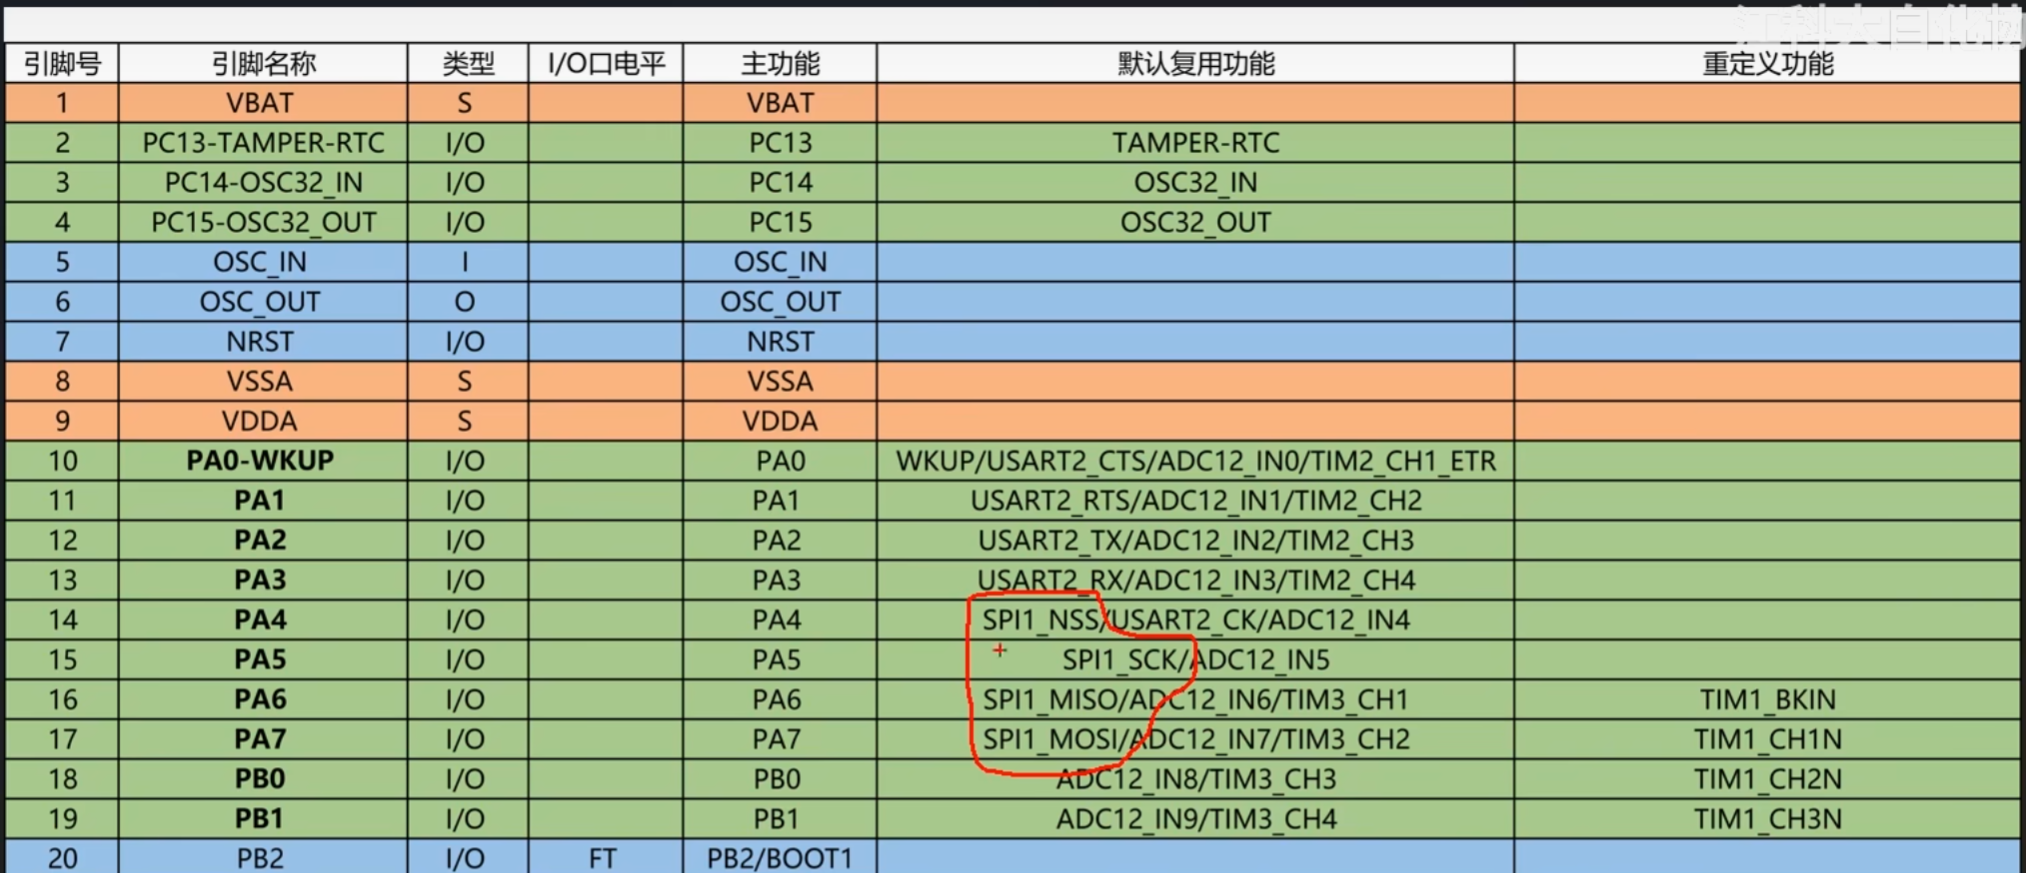 江科大自化协
引脚号 引脚名称 类型 I/O口电平 主功能 默认复用功能 重定义功能
1 VBAT S VBAT
2 PC13-TAMPER-RTC I/O PC13 TAMPER-RTC
3 PC14-OSC32_IN I/O PC14 OSC32_IN
4 PC15-OSC32_OUT I/O PC15 OSC32_OUT
5 OSC_IN I OSC_IN
6 OSC_OUT O OSC_OUT
7 NRST I/O NRST
8 VSSA S VSSA
9 VDDA S VDDA
10 PA0-WKUP I/O PA0 WKUP/USART2_CTS/ADC12_IN0/TIM2_CH1_ETR
11 PA1 I/O PA1 USART2_RTS/ADC12_IN1/TIM2_CH2
12 PA2 I/O PA2 USART2_TX/ADC12_IN2/TIM2_CH3
13 PA3 I/O PA3 USART2_RX/ADC12_IN3/TIM2_CH4
14 PA4 I/O PA4 SPI1_NSS/USART2_CK/ADC12_IN4
15 PA5 I/O PA5 SPI1_SCK/ADC12_IN5
16 PA6 I/O PA6 SPI1_MISO/ADC12_IN6/TIM3_CH1 TIM1_BKIN
17 PA7 I/O PA7 SPI1_MOSI/ADC12_IN7/TIM3_CH2 TIM1_CH1N
18 PB0 I/O PB0 ADC12_IN8/TIM3_CH3 TIM1_CH2N
19 PB1 I/O PB1 ADC12_IN9/TIM3_CH4 TIM1_CH3N
20 PB2 I/O FT PB2/BOOT1